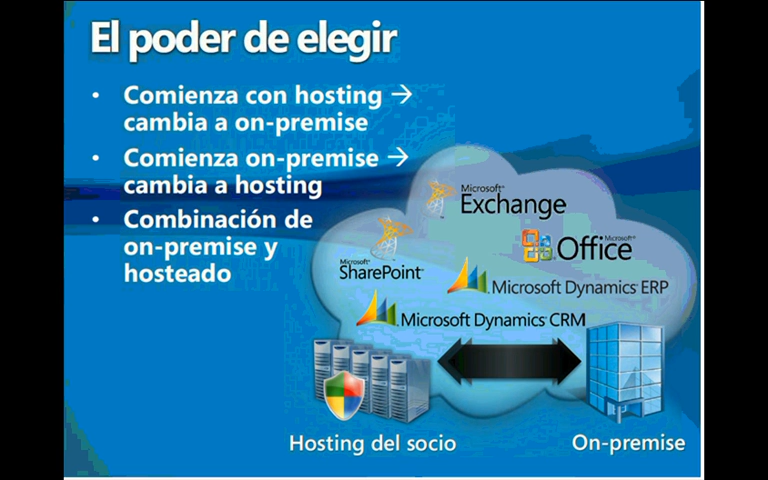 El poder de elegir
• Comienza con hosting →
cambia a on-premise
• Comienza on-premise →
cambia a hosting
• Combinación de
on-premise y
hosteado
Microsoft®
Exchange
Microsoft®
Office
Microsoft®
SharePoint®
Microsoft Dynamics® ERP
Microsoft Dynamics® CRM
Hosting del socio
On-premise